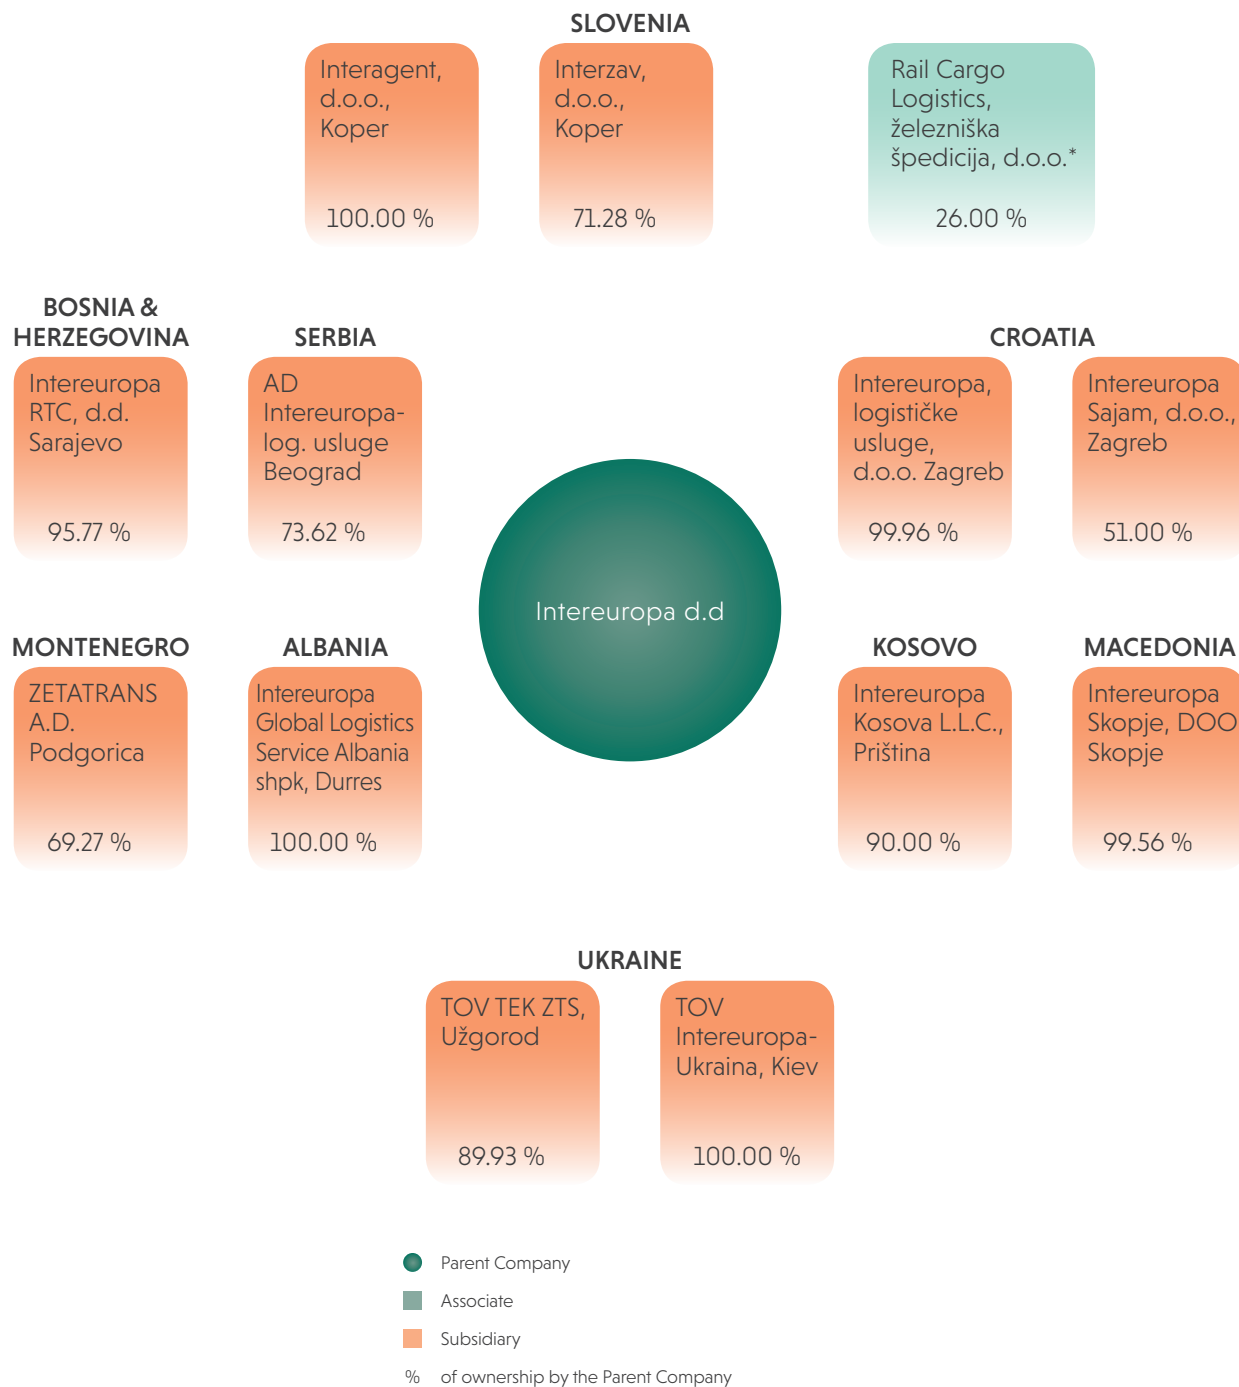 SLOVENIA
Interagent,
d.o.o.,
Koper
100.00 %
Interzav,
d.o.o.,
Koper
71.28 %
Rail Cargo
Logistics,
železniška
špedicija, d.o.o.*
26.00 %
BOSNIA &
HERZEGOVINA
Intereuropa
RTC, d.d.
Sarajevo
95.77 %
SERBIA
AD
Intereuropa-
log. usluge
Beograd
73.62 %
CROATIA
Intereuropa,
logističke
usluge,
d.o.o. Zagreb
99.96 %
Intereuropa
Sajam, d.o.o.,
Zagreb
51.00 %
Intereuropa d.d
MONTENEGRO
ZETATRANS
A.D.
Podgorica
69.27 %
ALBANIA
Intereuropa
Global Logistics
Service Albania
shpk, Durres
100.00 %
KOSOVO
Intereuropa
Kosova L.L.C.,
Priština
90.00 %
MACEDONIA
Intereuropa
Skopje, DOO
Skopje
99.56 %
UKRAINE
TOV TEK ZTS,
Užgorod
89.93 %
TOV
Intereuropa-
Ukraina, Kiev
100.00 %
Parent Company
Associate
Subsidiary
% of ownership by the Parent Company